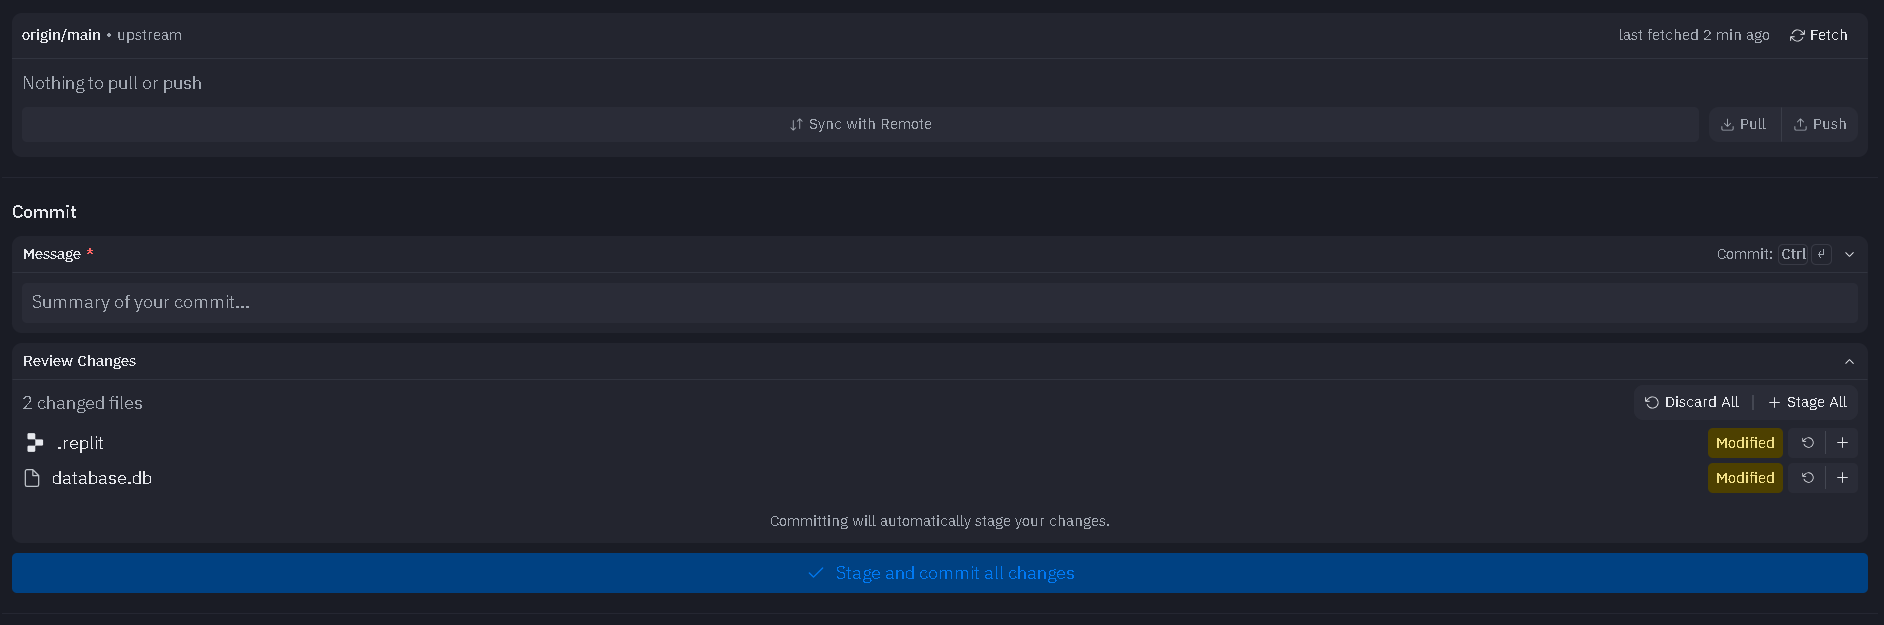 origin/main • upstream last fetched 2 min ago Fetch
Nothing to pull or push
Sync with Remote Pull Push
Commit
Message * Commit: Ctrl ↵
Summary of your commit...
Review Changes
2 changed files Discard All | + Stage All
.replit Modified +
database.db Modified +
Committing will automatically stage your changes.
Stage and commit all changes